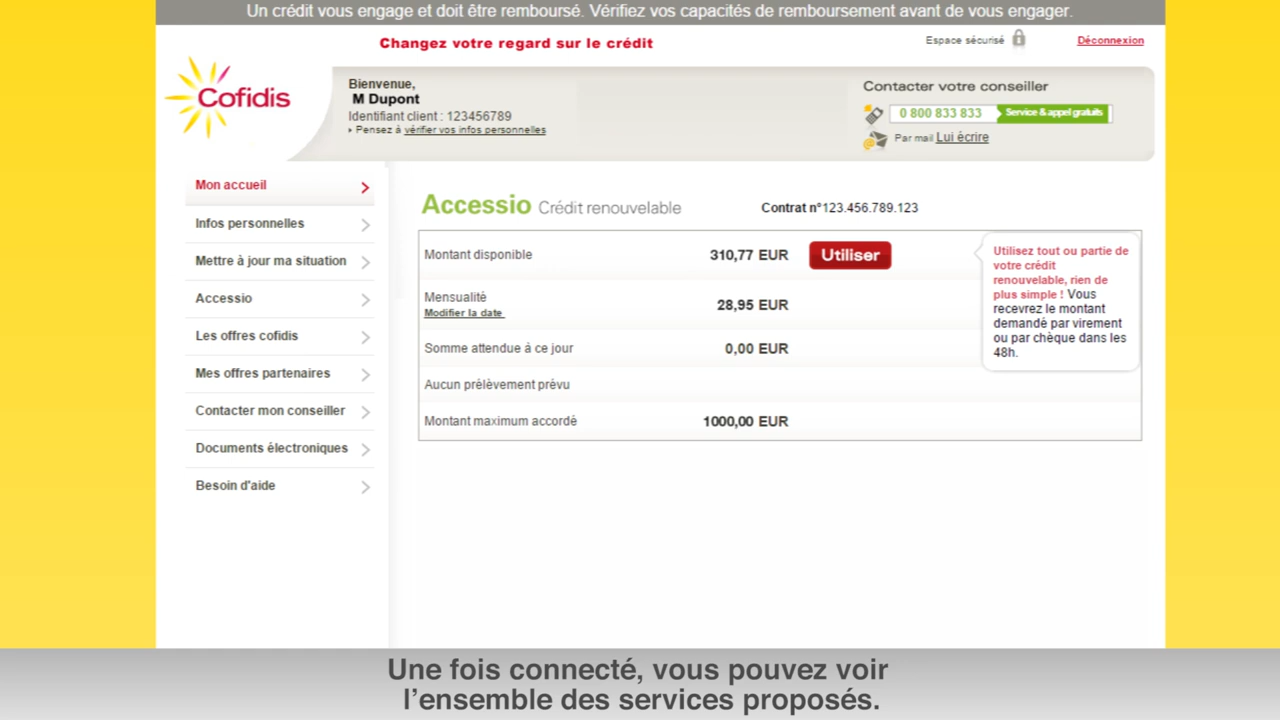 Un crédit vous engage et doit être remboursé. Vérifiez vos capacités de remboursement avant de vous engager.
Changez votre regard sur le crédit
Espace sécurisé
Déconnexion
Cofidis
Bienvenue,
M Dupont
Identifiant client : 123456789
Pensez à vérifier vos infos personnelles
Contacter votre conseiller
0 800 833 833 Service & appel gratuits
Par mail Lui écrire
Mon accueil
Infos personnelles
Mettre à jour ma situation
Accessio
Les offres cofidis
Mes offres partenaires
Contacter mon conseiller
Documents électroniques
Besoin d'aide
Accessio Crédit renouvelable
Contrat n°123.456.789.123
Montant disponible 310,77 EUR Utiliser
Mensualité
Modifier la date
28,95 EUR
Somme attendue à ce jour 0,00 EUR
Aucun prélèvement prévu
Montant maximum accordé 1000,00 EUR
Utilisez tout ou partie de
votre crédit
renouvelable, rien de
plus simple ! Vous
recevrez le montant
demandé par virement
ou par chèque dans les
48h.
Une fois connecté, vous pouvez voir
l’ensemble des services proposés.